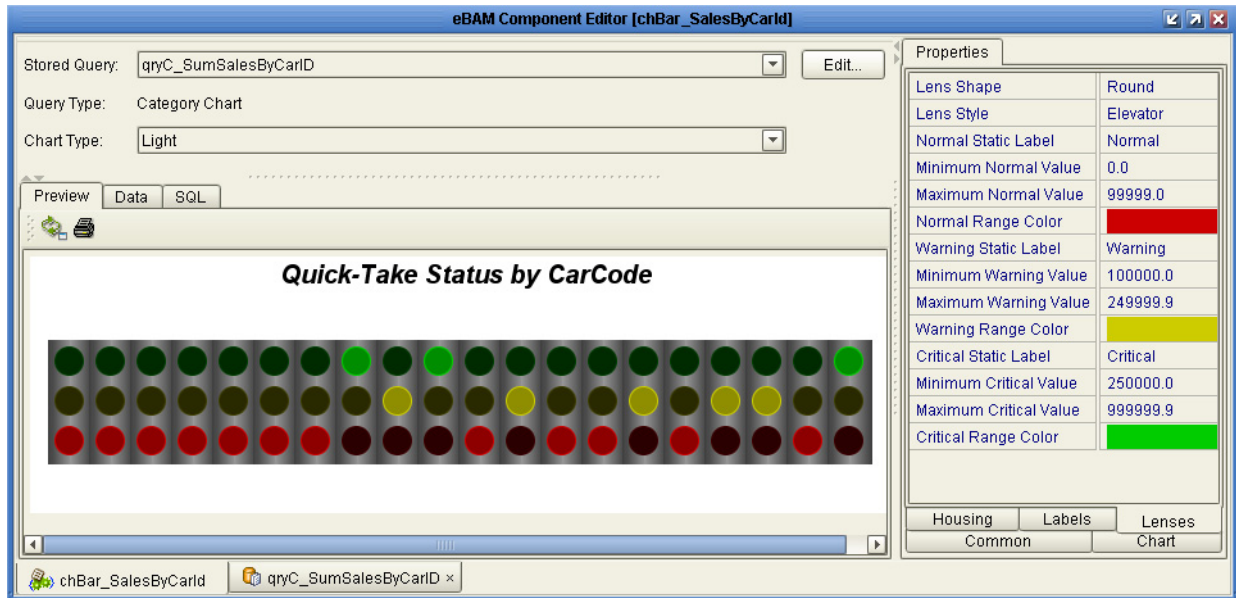 eBAM Component Editor [chBar_SalesByCarId]
Stored Query: qryC_SumSalesByCarID Edit...
Query Type: Category Chart
Chart Type: Light
Preview Data SQL
Quick-Take Status by CarCode
Properties
Lens Shape Round
Lens Style Elevator
Normal Static Label Normal
Minimum Normal Value 0.0
Maximum Normal Value 99999.0
Normal Range Color
Warning Static Label Warning
Minimum Warning Value 100000.0
Maximum Warning Value 249999.9
Warning Range Color
Critical Static Label Critical
Minimum Critical Value 250000.0
Maximum Critical Value 999999.9
Critical Range Color
Housing Labels Lenses
Common Chart
chBar_SalesByCarId qryC_SumSalesByCarID ×